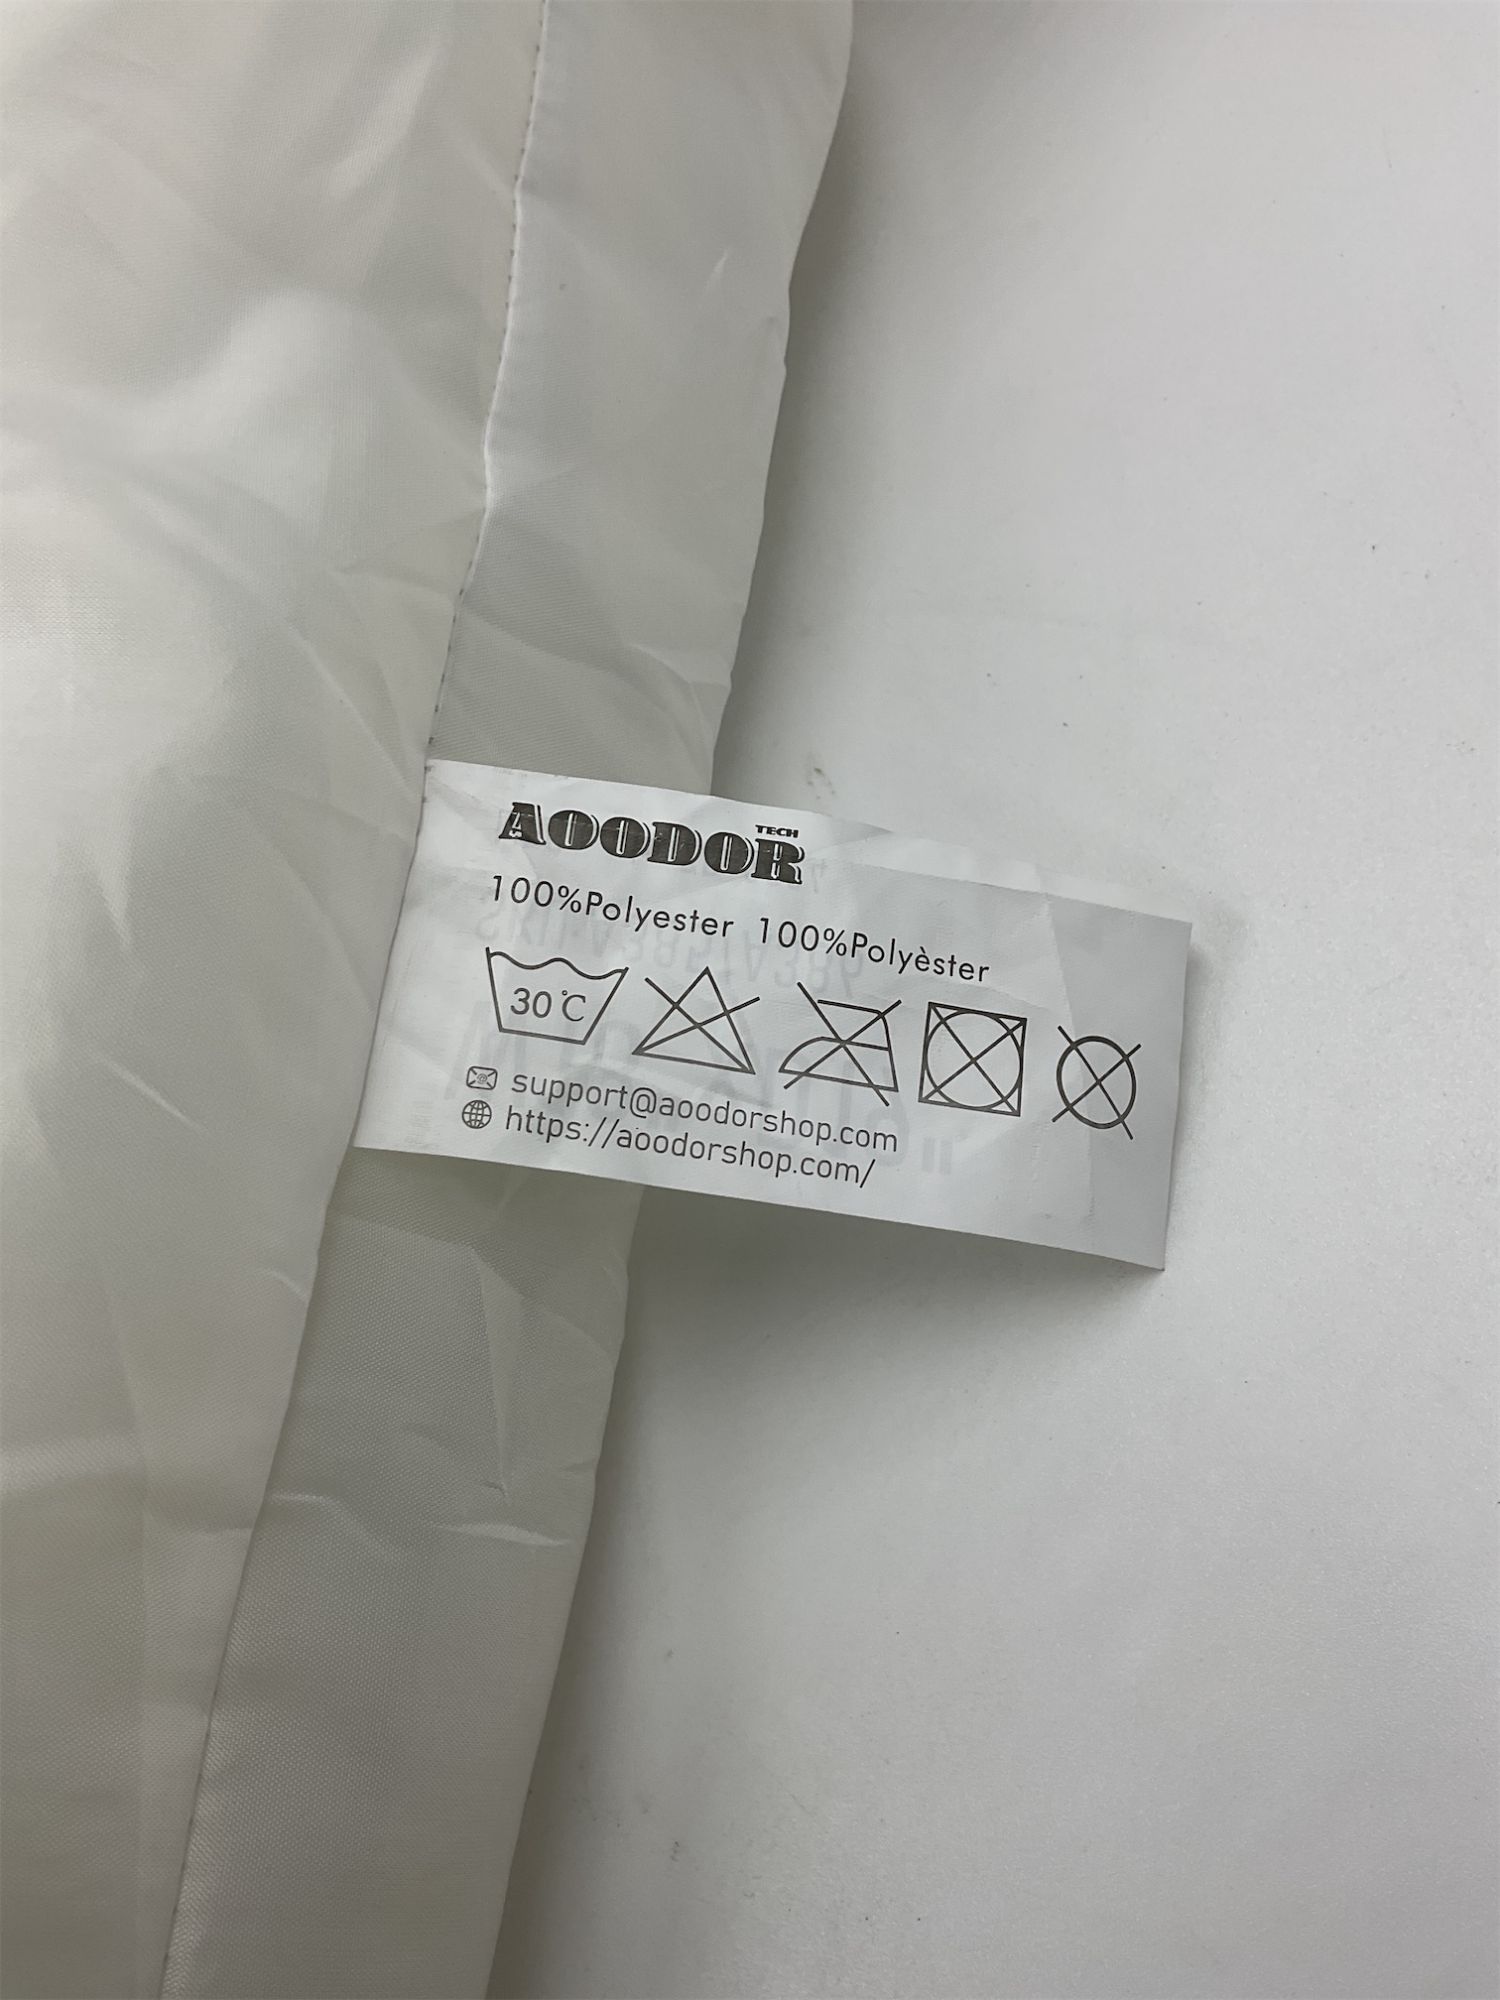 AOODOR TECH
100%Polyester 100%Polyèster
30℃
support@aoodorshop.com
https://aoodorshop.com/